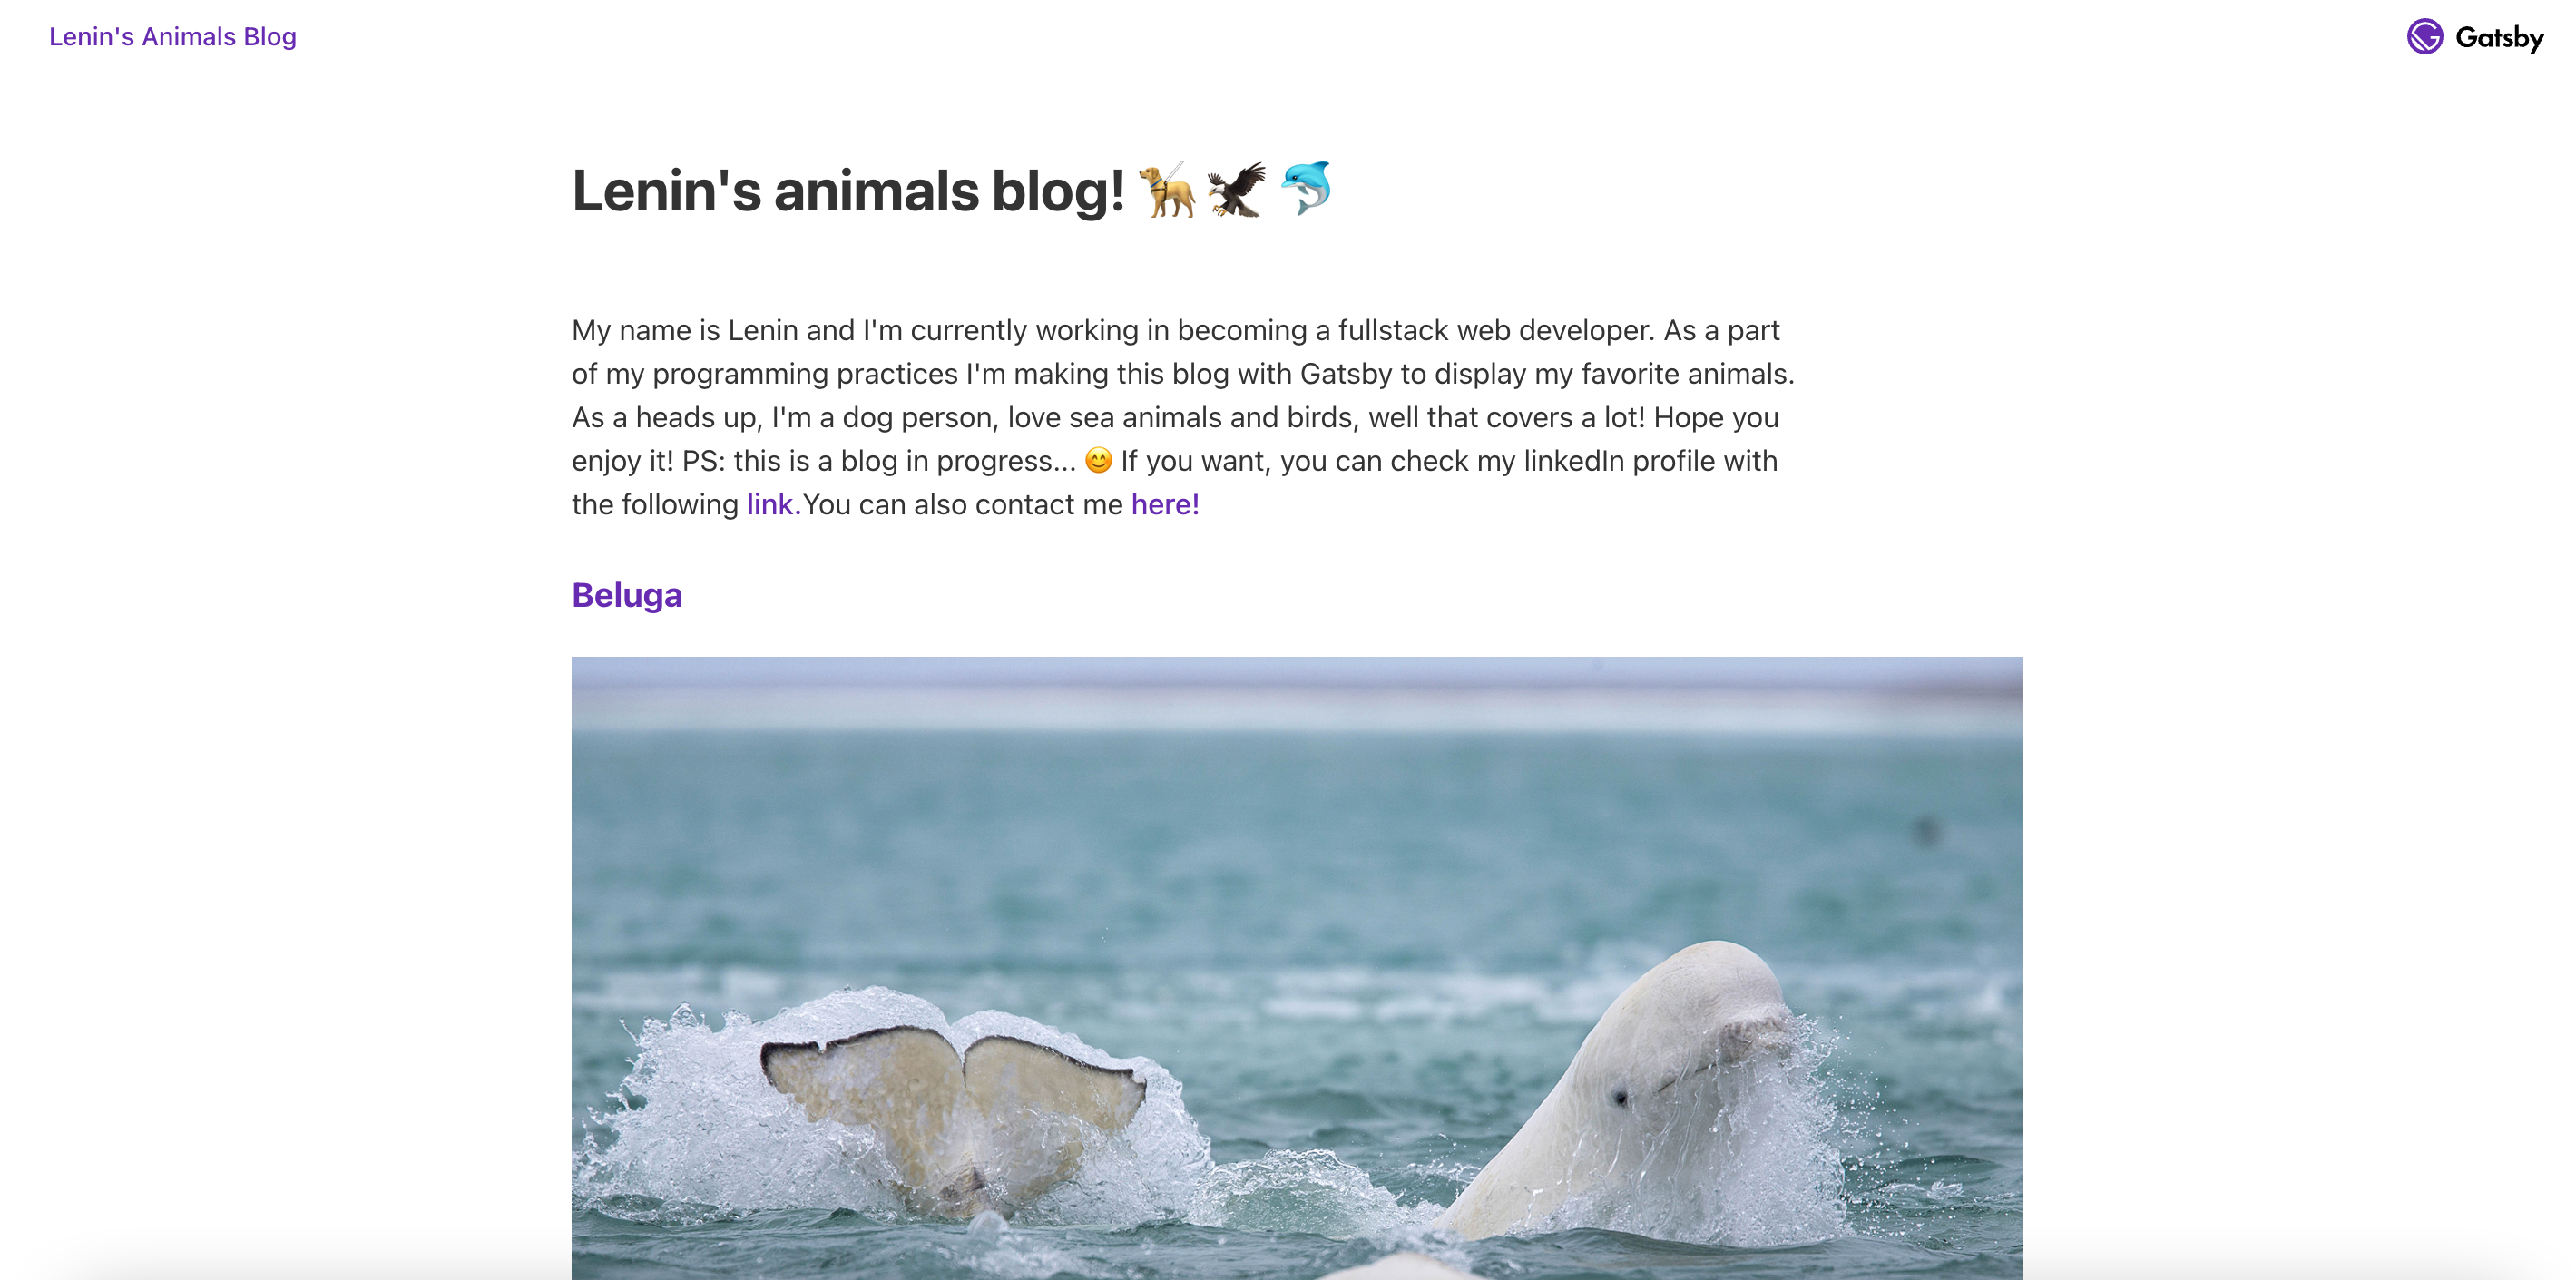 Lenin's Animals Blog
Gatsby
Lenin's animals blog! 🦮🦅🐬
My name is Lenin and I'm currently working in becoming a fullstack web developer. As a part
of my programming practices I'm making this blog with Gatsby to display my favorite animals.
As a heads up, I'm a dog person, love sea animals and birds, well that covers a lot! Hope you
enjoy it! PS: this is a blog in progress... 😊 If you want, you can check my linkedIn profile with
the following link.You can also contact me here!
Beluga